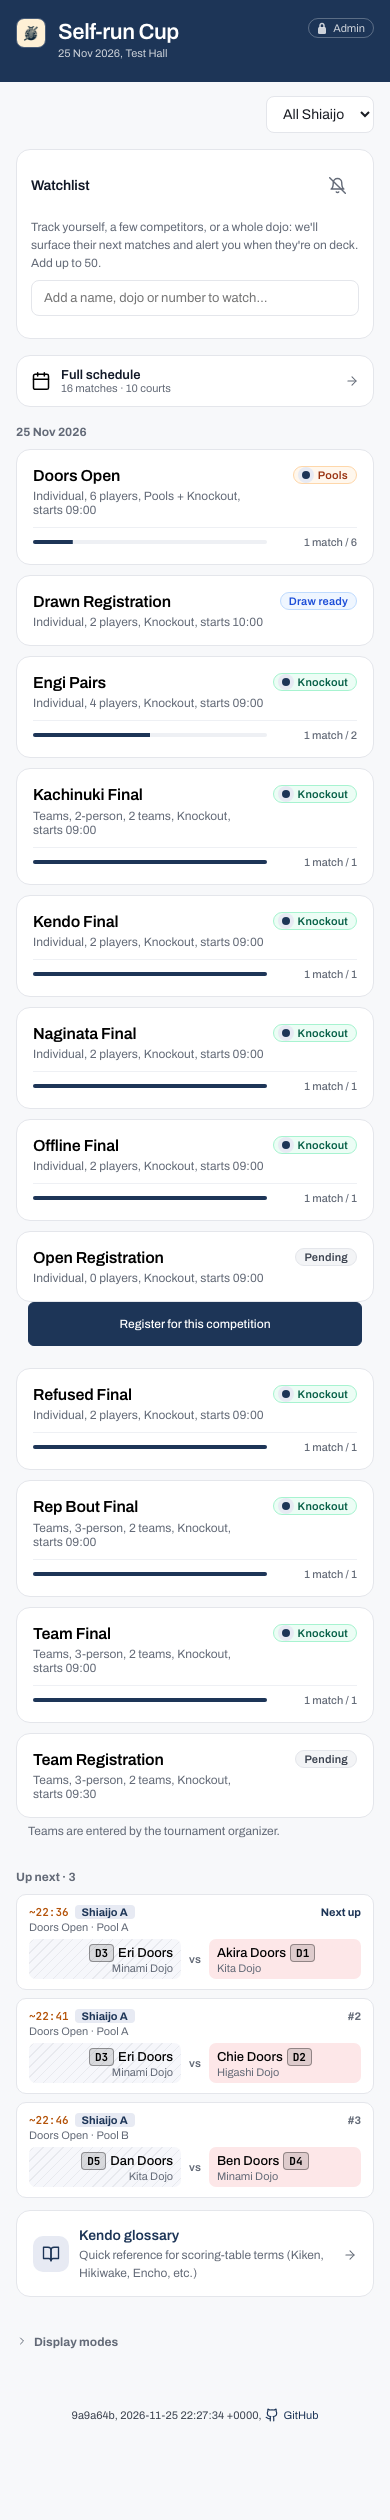 Self-run Cup
25 Nov 2026, Test Hall
Admin
All Shiaijo
Watchlist
Track yourself, a few competitors, or a whole dojo: we'll
surface their next matches and alert you when they're on deck.
Add up to 50.
Add a name, dojo or number to watch...
Full schedule
16 matches · 10 courts
25 Nov 2026
Doors Open
Pools
Individual, 6 players, Pools + Knockout,
starts 09:00
1 match / 6
Drawn Registration
Draw ready
Individual, 2 players, Knockout, starts 10:00
Engi Pairs
Knockout
Individual, 4 players, Knockout, starts 09:00
1 match / 2
Kachinuki Final
Knockout
Teams, 2-person, 2 teams, Knockout,
starts 09:00
1 match / 1
Kendo Final
Knockout
Individual, 2 players, Knockout, starts 09:00
1 match / 1
Naginata Final
Knockout
Individual, 2 players, Knockout, starts 09:00
1 match / 1
Offline Final
Knockout
Individual, 2 players, Knockout, starts 09:00
1 match / 1
Open Registration
Pending
Individual, 0 players, Knockout, starts 09:00
Register for this competition
Refused Final
Knockout
Individual, 2 players, Knockout, starts 09:00
1 match / 1
Rep Bout Final
Knockout
Teams, 3-person, 2 teams, Knockout,
starts 09:00
1 match / 1
Team Final
Knockout
Teams, 3-person, 2 teams, Knockout,
starts 09:00
1 match / 1
Team Registration
Pending
Teams, 3-person, 2 teams, Knockout,
starts 09:30
Teams are entered by the tournament organizer.
Up next · 3
~22:36 Shiaijo A Next up
Doors Open · Pool A
D3 Eri Doors vs Akira Doors D1
Minami Dojo Kita Dojo
~22:41 Shiaijo A #2
Doors Open · Pool A
D3 Eri Doors vs Chie Doors D2
Minami Dojo Higashi Dojo
~22:46 Shiaijo A #3
Doors Open · Pool B
D5 Dan Doors vs Ben Doors D4
Kita Dojo Minami Dojo
Kendo glossary
Quick reference for scoring-table terms (Kiken,
Hikiwake, Encho, etc.)
Display modes
9a9a64b, 2026-11-25 22:27:34 +0000, GitHub